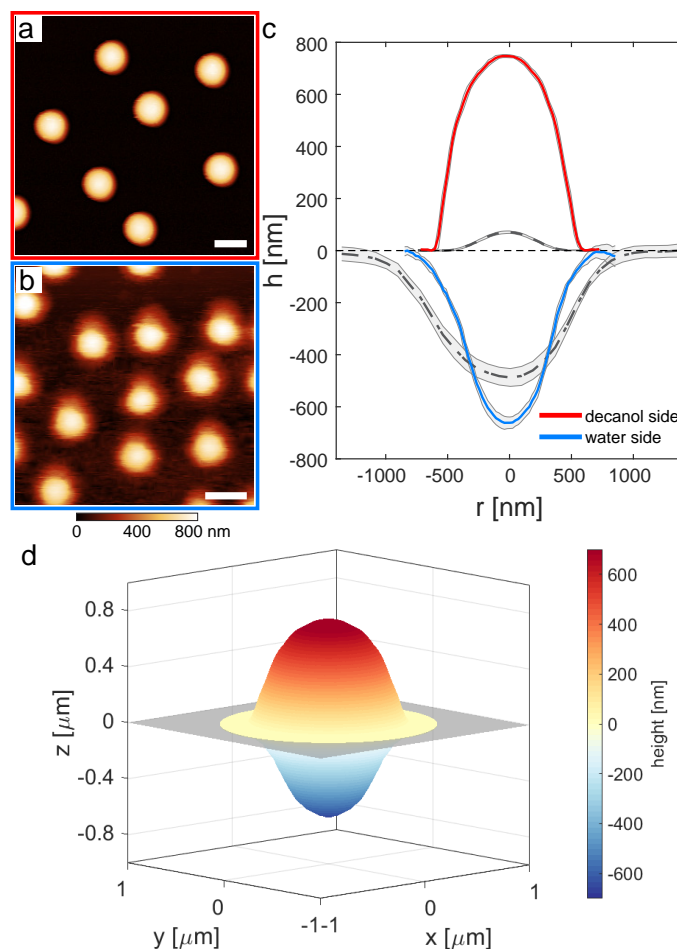 a
b
0 400 800 nm
c
800
600
400
200
0
-200
-400
-600
-800
h [nm]
decanol side
water side
-1000 -500 0 500 1000
r [nm]
d
0.8
0.4
0
-0.4
-0.8
z [μm]
1 0 -1
y [μm]
-1 0 1
x [μm]
600
400
200
0
-200
-400
-600
height [nm]